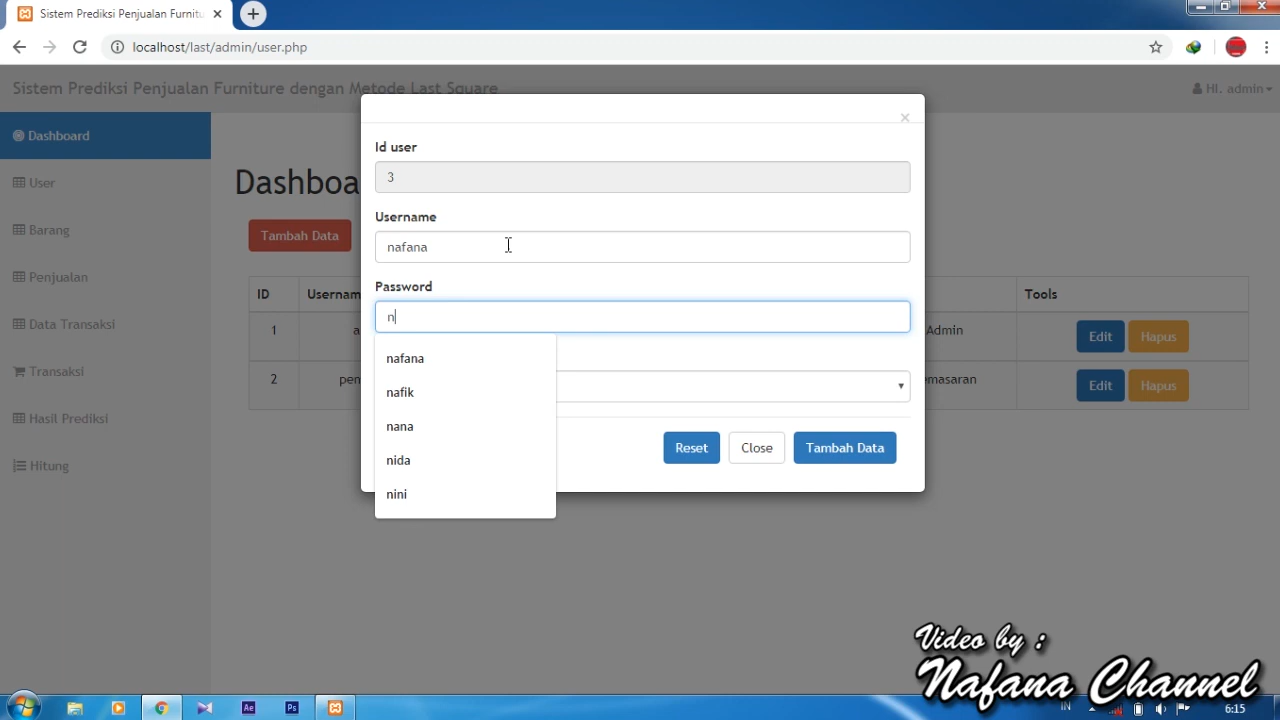 Sistem Prediksi Penjualan Furnitu
localhost/last/admin/user.php
Sistem Prediksi Penjualan Furniture dengan Metode Last Square
HI. admin
Dashboard
User
Barang
Penjualan
Data Transaksi
Transaksi
Hasil Prediksi
Hitung
Dashboa
Tambah Data
ID Usernam Tools
1 a Admin Edit Hapus
2 pen masaran Edit Hapus
×
Id user
3
Username
nafana
Password
n
nafana
nafik
nana
nida
nini
Reset Close Tambah Data
Video by :
Nafana Channel
Ae Ps IN 6:15